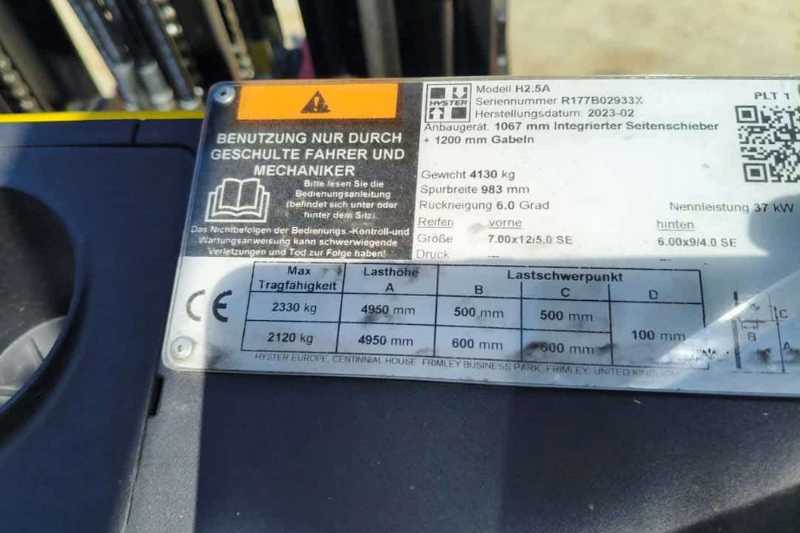 BENUTZUNG NUR DURCH
GESCHULTE FAHRER UND
MECHANIKER
Bitte lesen Sie die
Bedienungsanleitung
(befindet sich unter oder
hinter dem Sitz).
Das Nichtbefolgen der Bedienungs-,Kontroll-und
Wartungsanweisung kann schwerwiegende
Verletzungen und Tod zur Folge haben!
HYSTER
Modell H2.5A
Seriennummer R177B02933X
Herstellungsdatum: 2023-02
PLT 1
Anbaugerät. 1067 mm Integrierter Seitenschieber
+ 1200 mm Gabeln
Gewicht 4130 kg
Spurbreite 983 mm
Rückneigung 6.0 Grad Nennleistung 37 kW
Reifen vorne hinten
Größe 7.00x12/5.0 SE 6.00x9/4.0 SE
Druck —
Max Tragfähigkeit Lasthöhe A Lastschwerpunkt B C D
2330 kg 4950 mm 500 mm 500 mm 100 mm
2120 kg 4950 mm 600 mm 600 mm
CE
C
B
A
HYSTER EUROPE, CENTINNIAL HOUSE, FRIMLEY BUSINESS PARK, FRIMLEY, UNITED